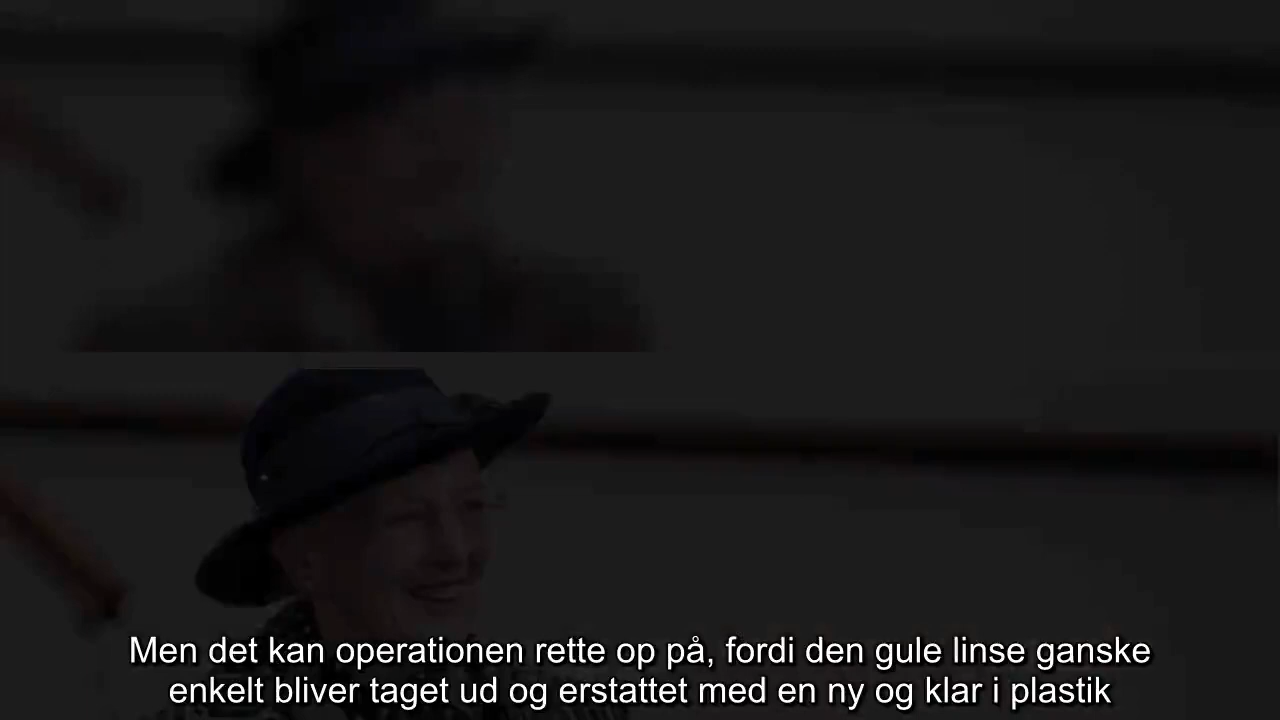 Men det kan operationen rette op på, fordi den gule linse ganske
enkelt bliver taget ud og erstattet med en ny og klar i plastik